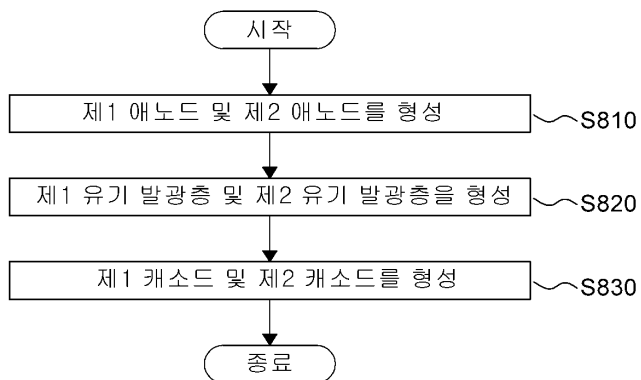 시작
제1 애노드 및 제2 애노드를 형성
S810
제1 유기 발광층 및 제2 유기 발광층을 형성
S820
제1 캐소드 및 제2 캐소드를 형성
S830
종료